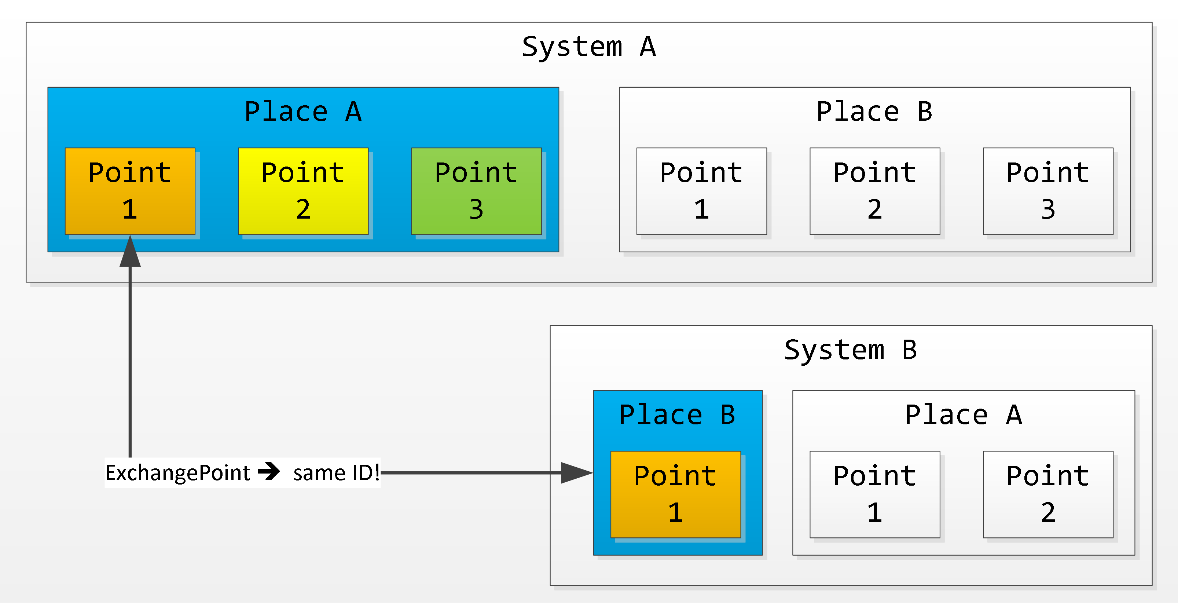 System A
Place A
Point
1
Point
2
Point
3
Place B
Point
1
Point
2
Point
3
System B
Place B
Point
1
Place A
Point
1
Point
2
ExchangePoint ➔ same ID!